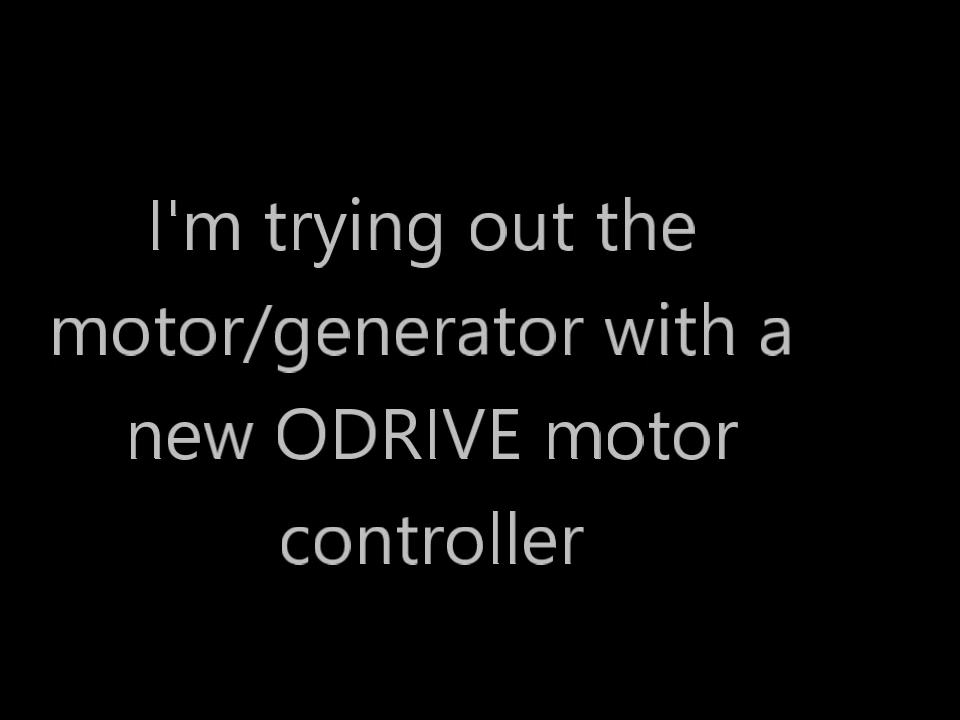 I'm trying out the
motor/generator with a
new ODRIVE motor
controller